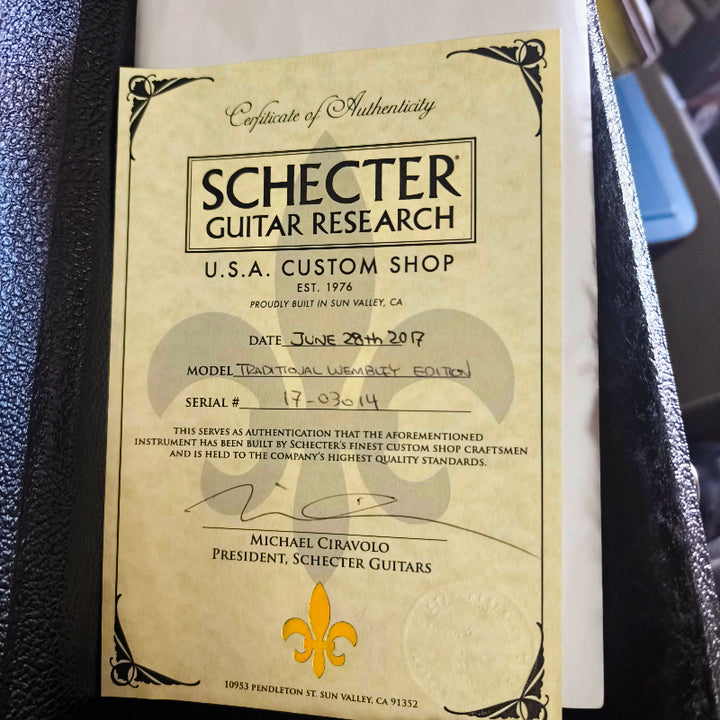 Certificate of Authenticity
SCHECTER®
GUITAR RESEARCH
U.S.A. CUSTOM SHOP
EST. 1976
PROUDLY BUILT IN SUN VALLEY, CA
DATE JUNE 28th 2017
MODEL TRADITIONAL WEMBLEY EDITION
SERIAL # 17-03014
THIS SERVES AS AUTHENTICATION THAT THE AFOREMENTIONED
INSTRUMENT HAS BEEN BUILT BY SCHECTER'S FINEST CUSTOM SHOP CRAFTSMEN
AND IS HELD TO THE COMPANY'S HIGHEST QUALITY STANDARDS.
MICHAEL CIRAVOLO
PRESIDENT, SCHECTER GUITARS
10953 PENDLETON ST. SUN VALLEY, CA 91352